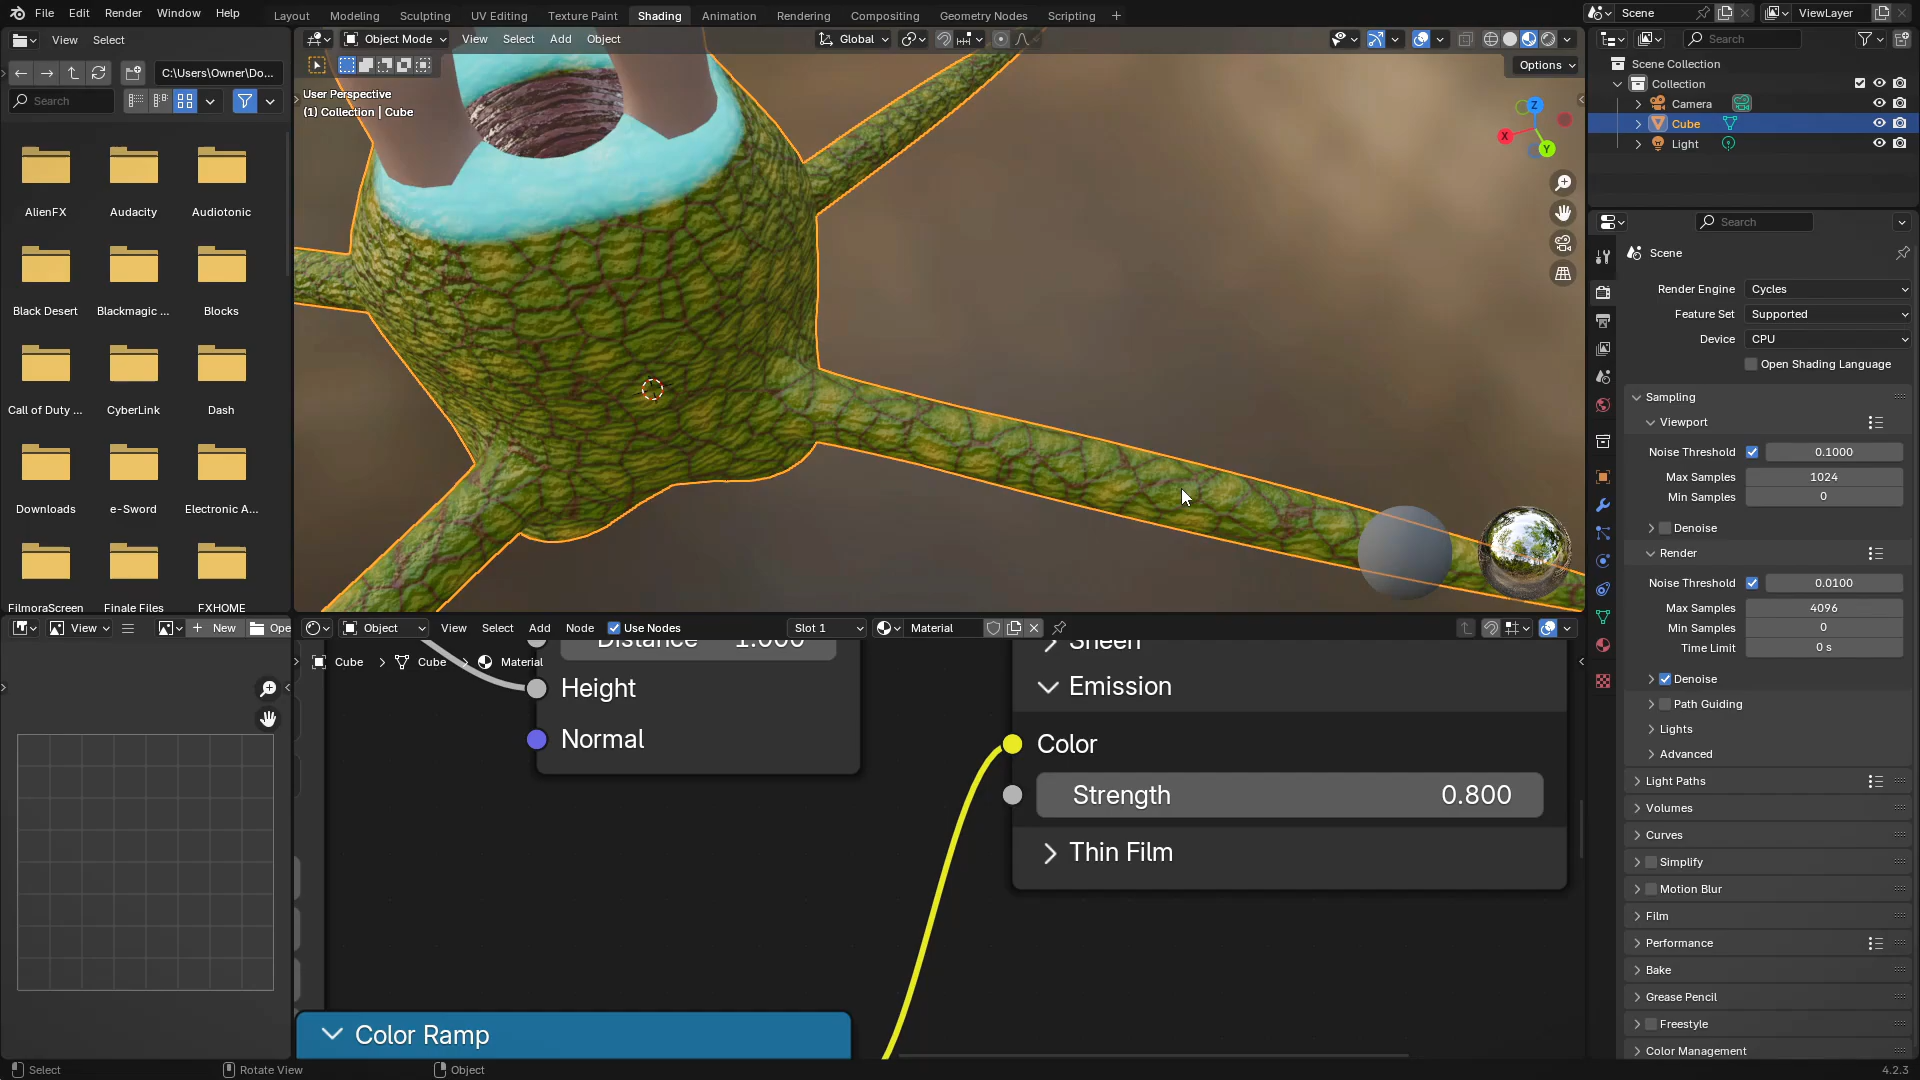 File Edit Render Window Help
Layout Modeling Sculpting UV Editing Texture Paint Shading Animation Rendering Compositing Geometry Nodes Scripting +
Scene
ViewLayer
View Select
C:\Users\Owner\Do...
Search
AlienFX Audacity Audiotonic
Black Desert Blackmagic ... Blocks
Call of Duty ... CyberLink Dash
Downloads e-Sword Electronic A...
FilmoraScreen Finale Files FXHOME
Object Mode View Select Add Object Global
Options
User Perspective
(1) Collection | Cube
Z
X
Y
Search
Scene Collection
Collection
Camera
Cube
Light
Search
Scene
Render Engine Cycles
Feature Set Supported
Device CPU
Open Shading Language
Sampling
Viewport
Noise Threshold 0.1000
Max Samples 1024
Min Samples 0
Denoise
Render
Noise Threshold 0.0100
Max Samples 4096
Min Samples 0
Time Limit 0 s
Denoise
Path Guiding
Lights
Advanced
Light Paths
Volumes
Curves
Simplify
Motion Blur
Film
Performance
Bake
Grease Pencil
Freestyle
Color Management
View New Ope
Object View Select Add Node Use Nodes Slot 1 Material
Cube > Cube > Material
Distance 1.000
Height
Normal
Sheen
Emission
Color
Strength 0.800
Thin Film
Color Ramp
Select Rotate View Object 4.2.3